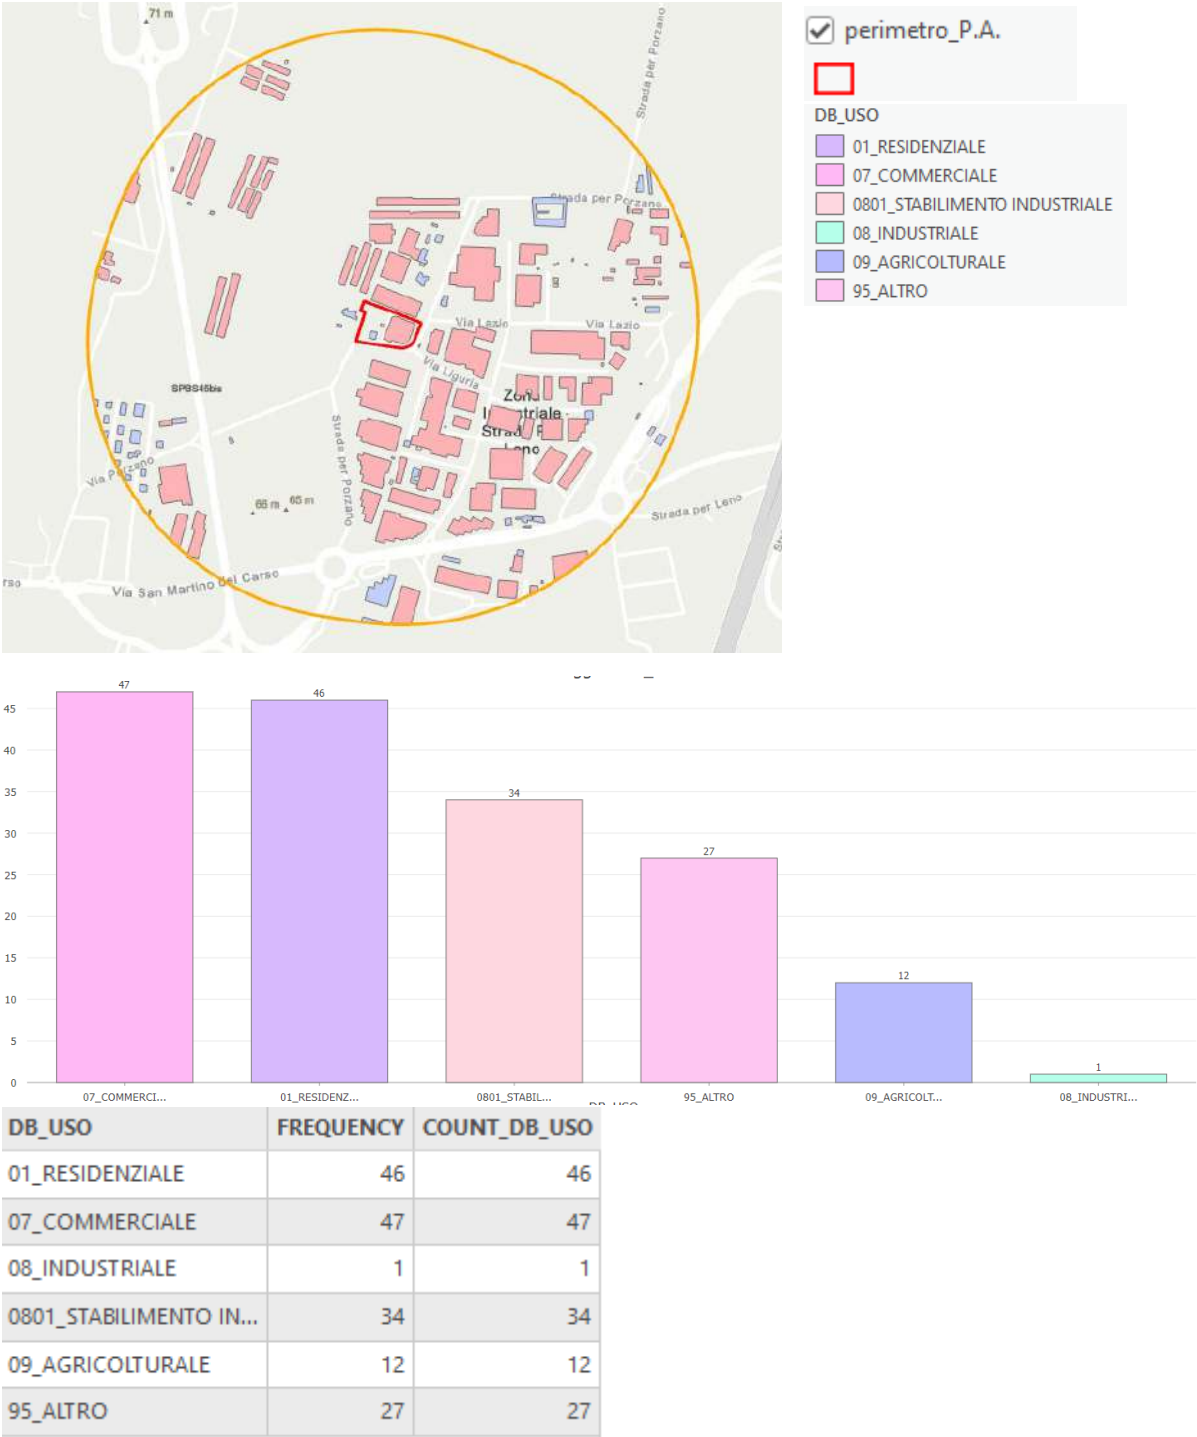 71 m
Strada per Porzano
Strada per Porzano
Via Lazio
Via Lazio
Via Liguria
SPBS45bis
Strada per Porzano
Via Porzano
66 m
65 m
Strada per Leno
Via San Martino del Carso
perimetro_P.A.
DB_USO
01_RESIDENZIALE
07_COMMERCIALE
0801_STABILIMENTO INDUSTRIALE
08_INDUSTRIALE
09_AGRICOLTURALE
95_ALTRO
47
46
34
27
12
1
45
40
35
30
25
20
15
10
5
0
07_COMMERCI...
01_RESIDENZ...
0801_STABIL...
95_ALTRO
09_AGRICOLT...
08_INDUSTRI...
DB_USO FREQUENCY COUNT_DB_USO
01_RESIDENZIALE 46 46
07_COMMERCIALE 47 47
08_INDUSTRIALE 1 1
0801_STABILIMENTO IN... 34 34
09_AGRICOLTURALE 12 12
95_ALTRO 27 27